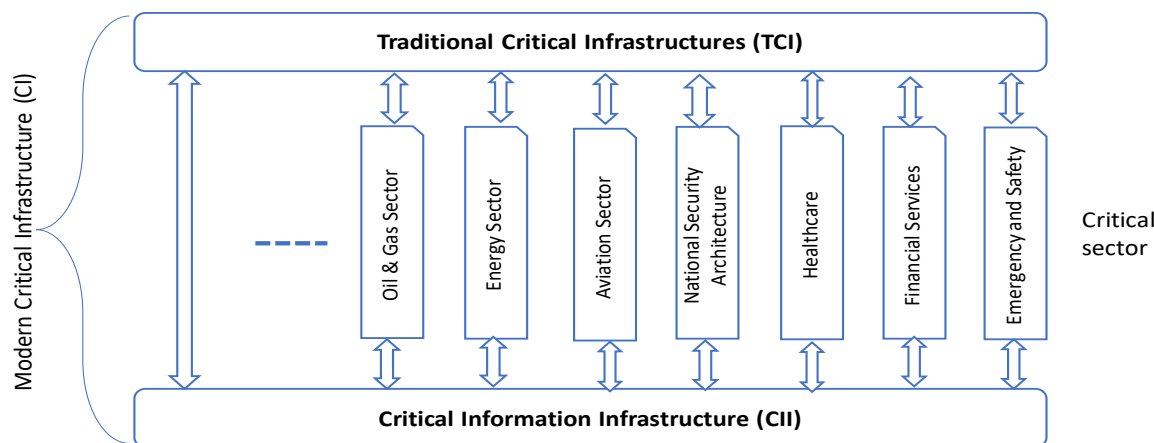 Traditional Critical Infrastructures (TCI)
Modern Critical Infrastructure (CI)
Oil & Gas Sector
Energy Sector
Aviation Sector
National Security
Architecture
Healthcare
Financial Services
Emergency and Safety
Critical
sector
Critical Information Infrastructure (CII)